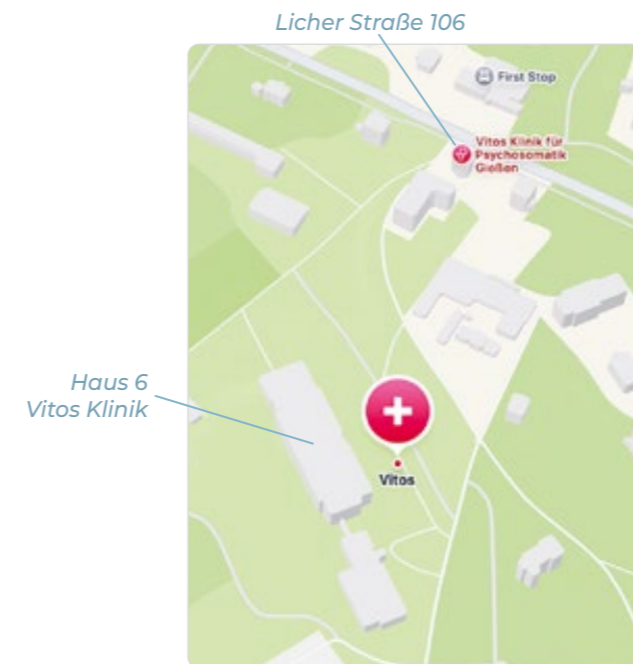 Licher Straße 106
First Stop
Vitos Klinik für
Psychosomatik
Gießen
Haus 6
Vitos Klinik
Vitos